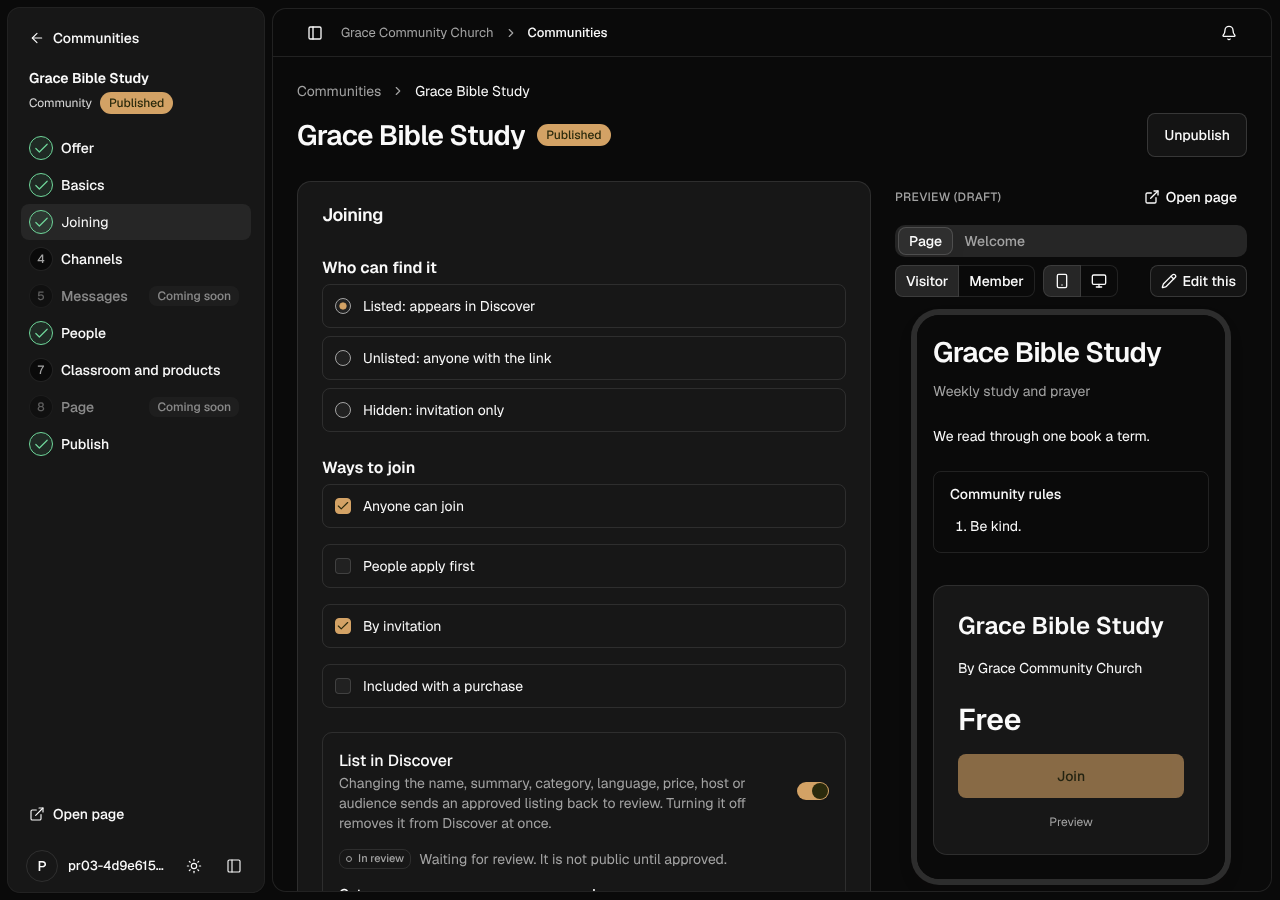 Communities
Grace Bible Study
Community Published
Offer
Basics
Joining
4 Channels
5 Messages Coming soon
People
7 Classroom and products
8 Page Coming soon
Publish
Open page
P pr03-4d9e615...
Grace Community Church > Communities
Communities > Grace Bible Study
Grace Bible Study Published
Unpublish
Joining
Who can find it
Listed: appears in Discover
Unlisted: anyone with the link
Hidden: invitation only
Ways to join
Anyone can join
People apply first
By invitation
Included with a purchase
List in Discover
Changing the name, summary, category, language, price, host or
audience sends an approved listing back to review. Turning it off
removes it from Discover at once.
In review Waiting for review. It is not public until approved.
PREVIEW (DRAFT) Open page
Page Welcome
Visitor Member Edit this
Grace Bible Study
Weekly study and prayer
We read through one book a term.
Community rules
1. Be kind.
Grace Bible Study
By Grace Community Church
Free
Join
Preview